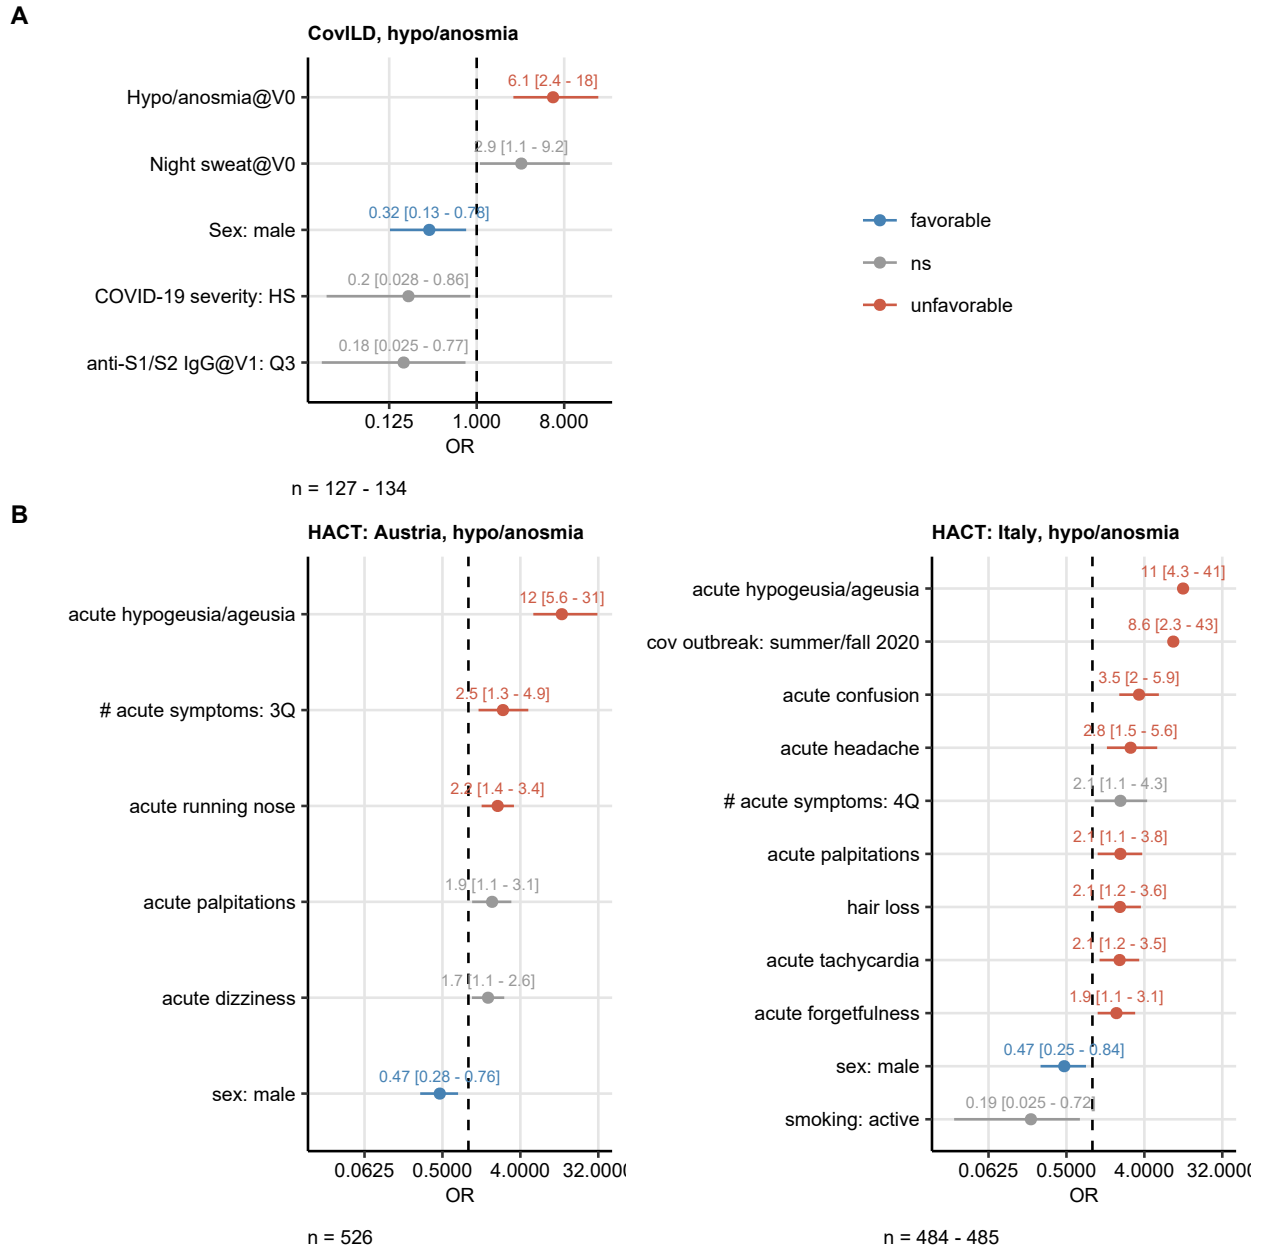 A
CovILD, hypo/anosmia
Hypo/anosmia@V0
6.1 [2.4 - 18]
Night sweat@V0
2.9 [1.1 - 9.2]
Sex: male
0.32 [0.13 - 0.78]
COVID-19 severity: HS
0.2 [0.028 - 0.86]
anti-S1/S2 IgG@V1: Q3
0.18 [0.025 - 0.77]
0.125 1.000 8.000
OR
n = 127 - 134
favorable
ns
unfavorable
B
HACT: Austria, hypo/anosmia
acute hypogeusia/ageusia
12 [5.6 - 31]
# acute symptoms: 3Q
2.5 [1.3 - 4.9]
acute running nose
2.2 [1.4 - 3.4]
acute palpitations
1.9 [1.1 - 3.1]
acute dizziness
1.7 [1.1 - 2.6]
sex: male
0.47 [0.28 - 0.76]
0.0625 0.5000 4.0000 32.0000
OR
n = 526
HACT: Italy, hypo/anosmia
acute hypogeusia/ageusia
11 [4.3 - 41]
cov outbreak: summer/fall 2020
8.6 [2.3 - 43]
acute confusion
3.5 [2 - 5.9]
acute headache
2.8 [1.5 - 5.6]
# acute symptoms: 4Q
2.1 [1.1 - 4.3]
acute palpitations
2.1 [1.1 - 3.8]
hair loss
2.1 [1.2 - 3.6]
acute tachycardia
2.1 [1.2 - 3.5]
acute forgetfulness
1.9 [1.1 - 3.1]
sex: male
0.47 [0.25 - 0.84]
smoking: active
0.19 [0.025 - 0.72]
0.0625 0.5000 4.0000 32.0000
OR
n = 484 - 485